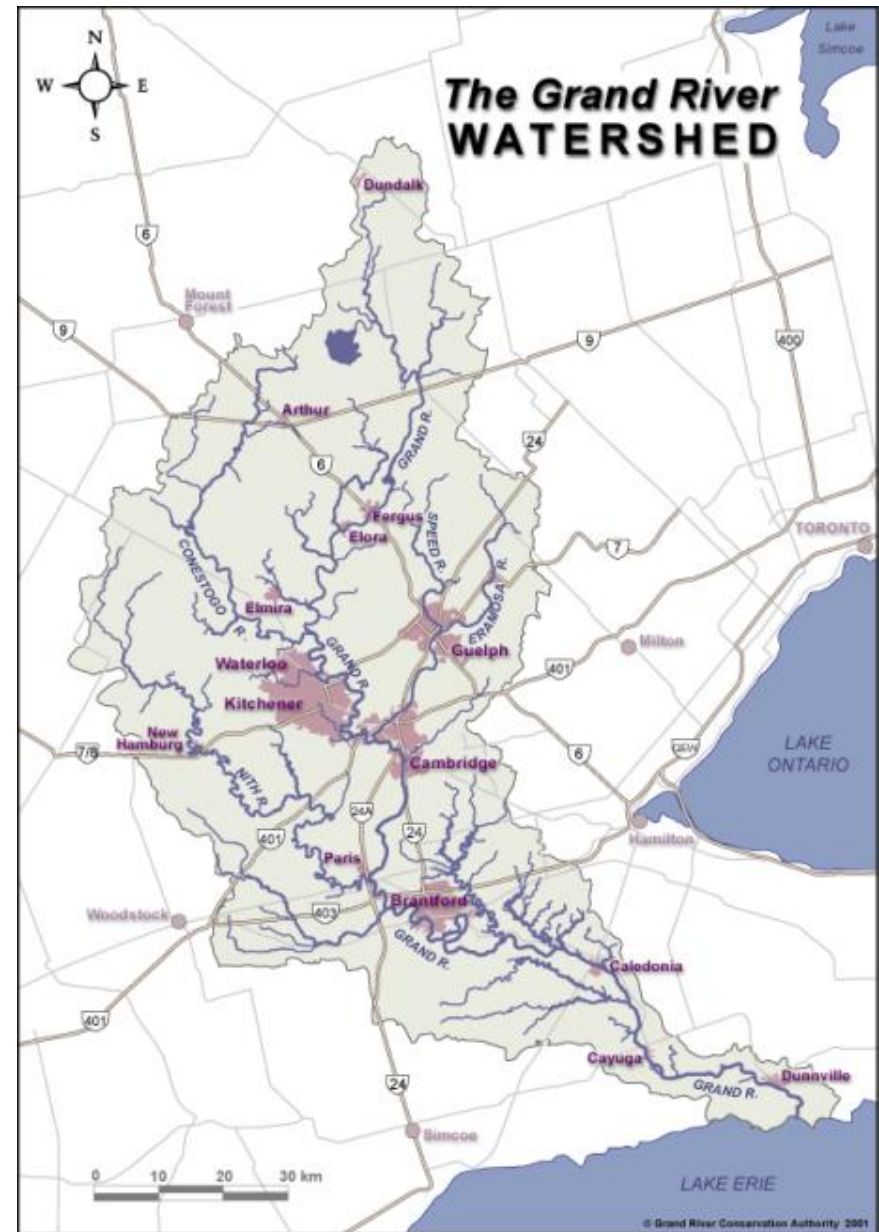 Lake
Simcoe
N
W E
S
The Grand River
WATERSHED
Dundalk
6
Mount
Forest
9
9
400
Arthur
GRAND R.
24
6
Fergus
SPEED R.
Elora
TORONTO
7
CONESTOGO R.
ERAMOSA R.
Elmira
GRAND R.
Guelph
Milton
Waterloo
401
Kitchener
New
Hamburg
7/8
6
QEW
LAKE
ONTARIO
Cambridge
NITH R.
24A
24
401
Hamilton
Paris
Brantford
Woodstock
403
GRAND R.
Caledonia
401
Cayuga
Dunnville
24
GRAND R.
Simcoe
0 10 20 30 km
LAKE ERIE
© Grand River Conservation Authority 2001